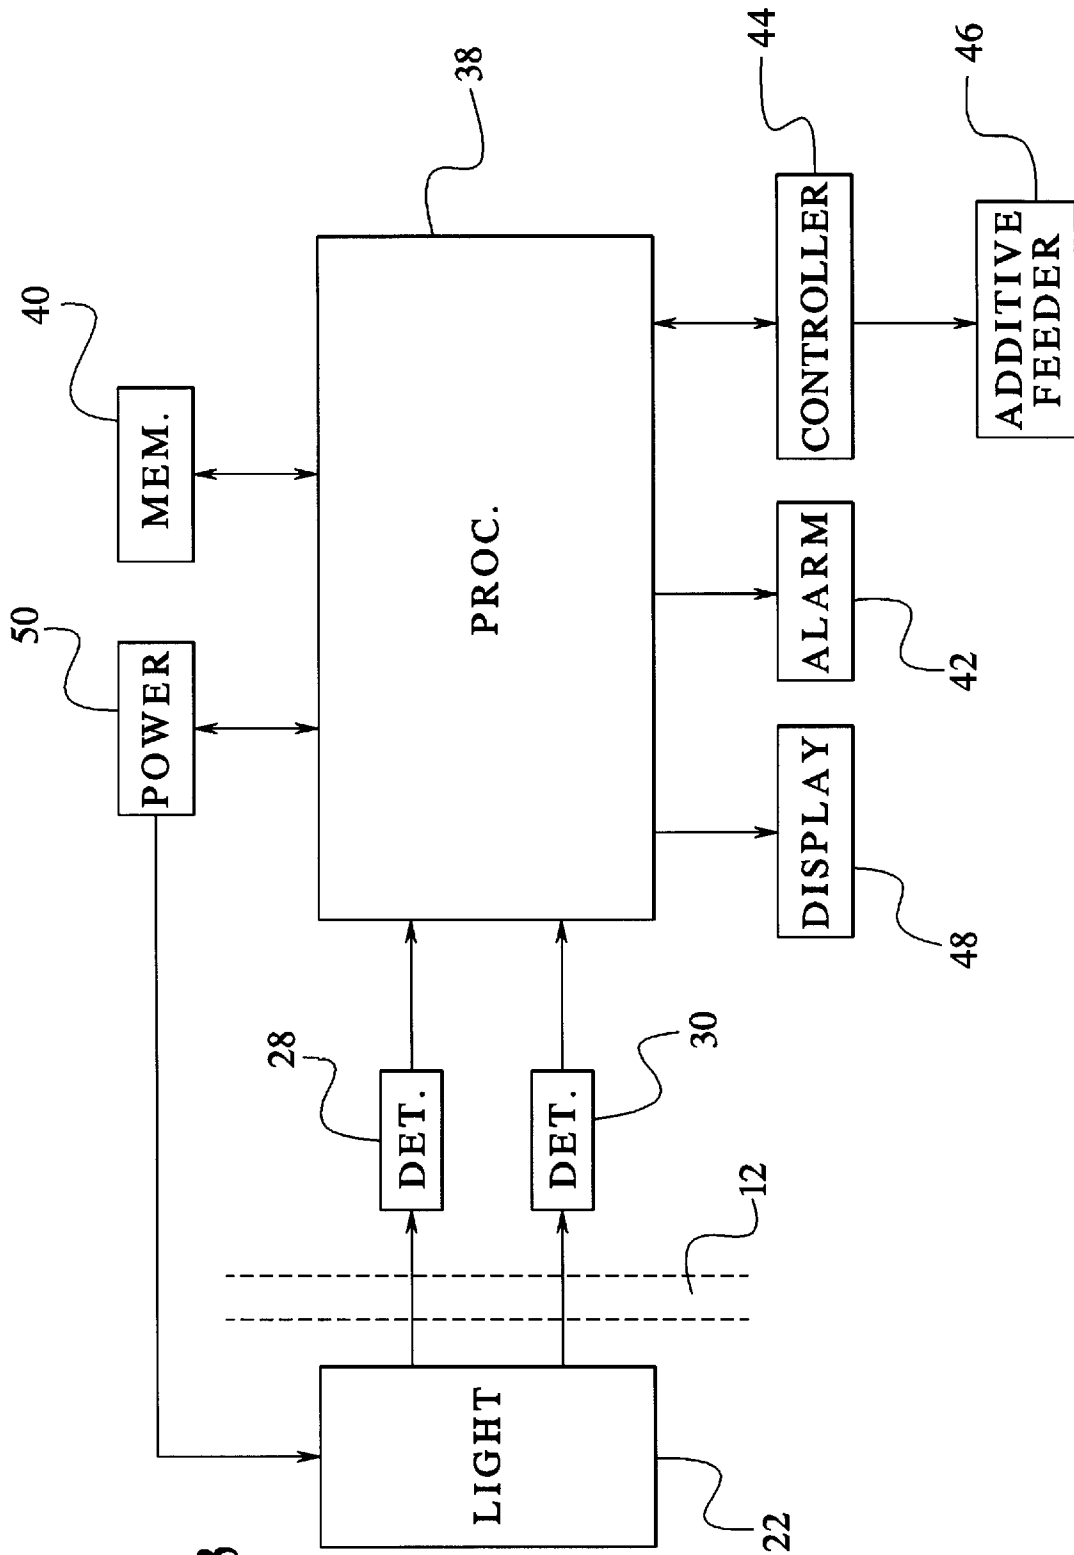 50
40
POWER
MEM.
28
DET.
38
LIGHT
PROC.
DET.
30
12
22
44
DISPLAY
ALARM
CONTROLLER
48
42
46
ADDITIVE
FEEDER